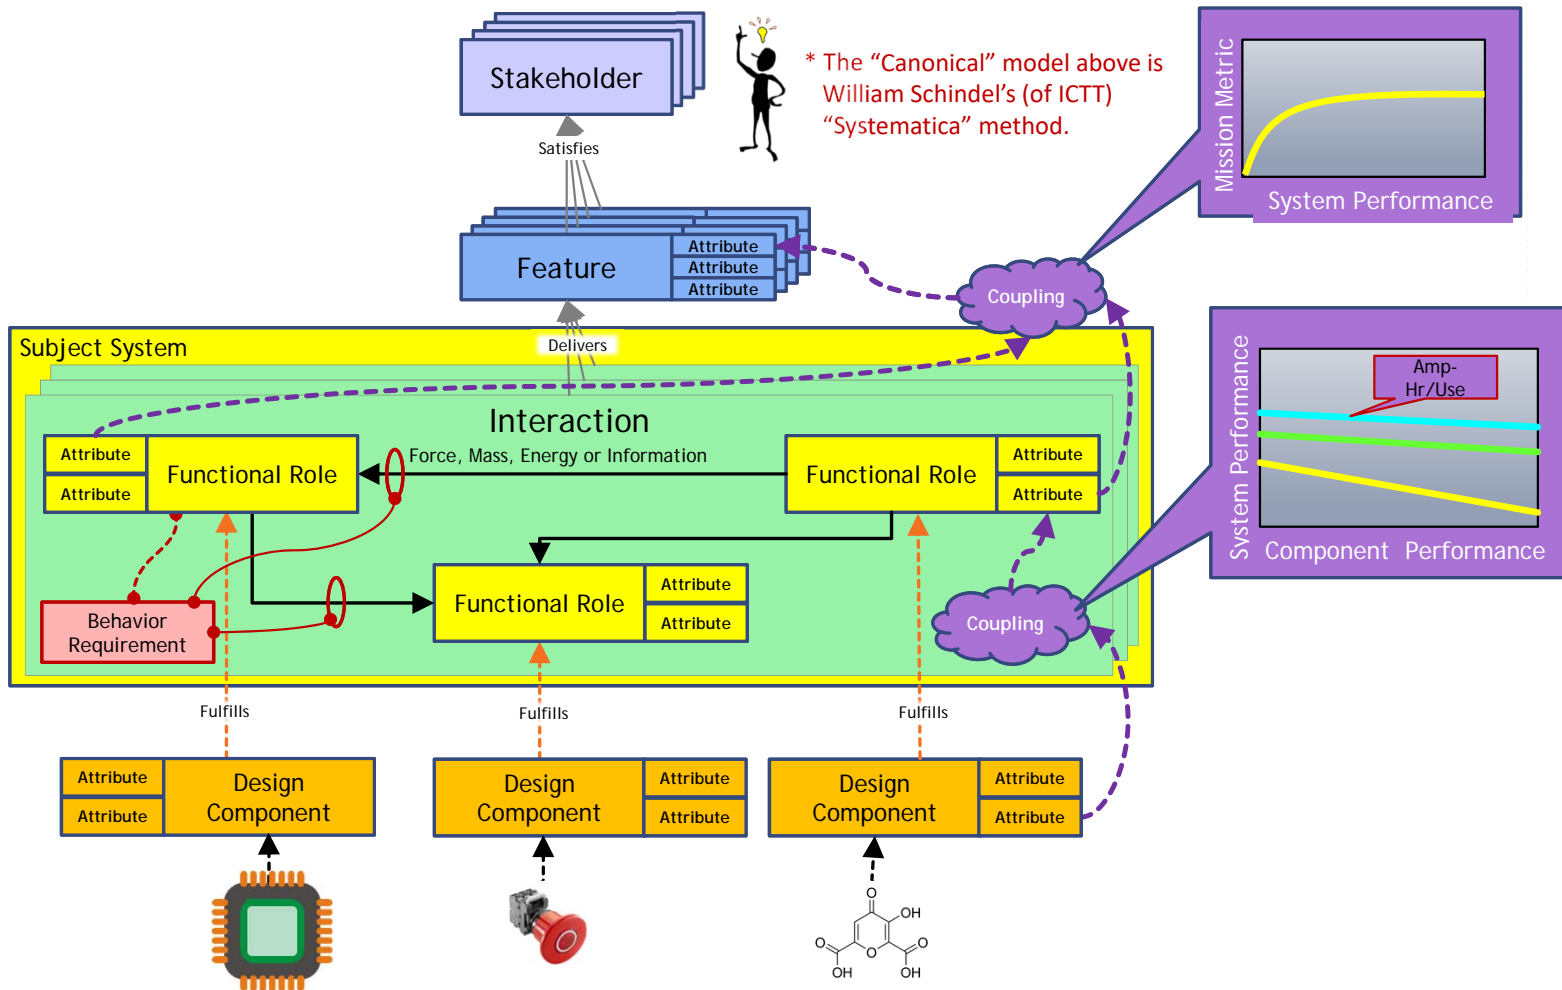 Stakeholder
* The “Canonical” model above is
William Schindel’s (of ICTT)
“Systematica” method.
Mission Metric
System Performance
Satisfies
Feature
Attribute
Attribute
Attribute
Coupling
Subject System
Delivers
Interaction
Attribute
Attribute
Functional Role
Force, Mass, Energy or Information
Functional Role
Attribute
Attribute
System Performance
Amp-
Hr/Use
Component Performance
Functional Role
Attribute
Attribute
Coupling
Behavior
Requirement
Fulfills
Fulfills
Fulfills
Attribute
Attribute
Design
Component
Design
Component
Attribute
Attribute
Design
Component
Attribute
Attribute
O
OH
O
O
O
OH
OH